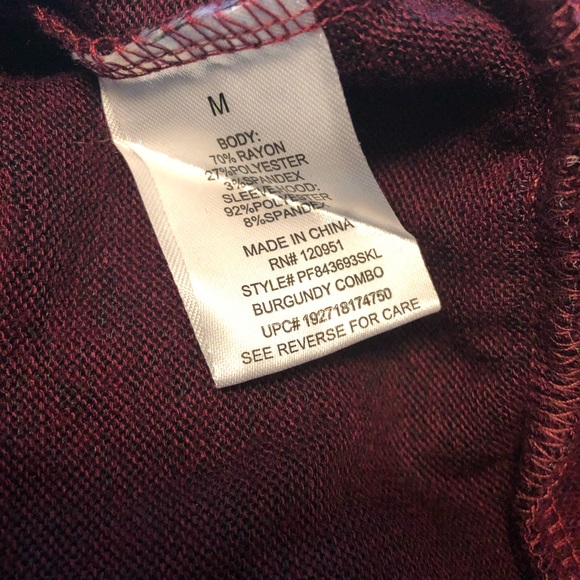 M
BODY:
70% RAYON
27%POLYESTER
3%SPANDEX
SLEEVE/HOOD:
92%POLYESTER
8%SPANDEX
MADE IN CHINA
RN# 120951
STYLE# PF843693SKL
BURGUNDY COMBO
UPC# 192718174750
SEE REVERSE FOR CARE